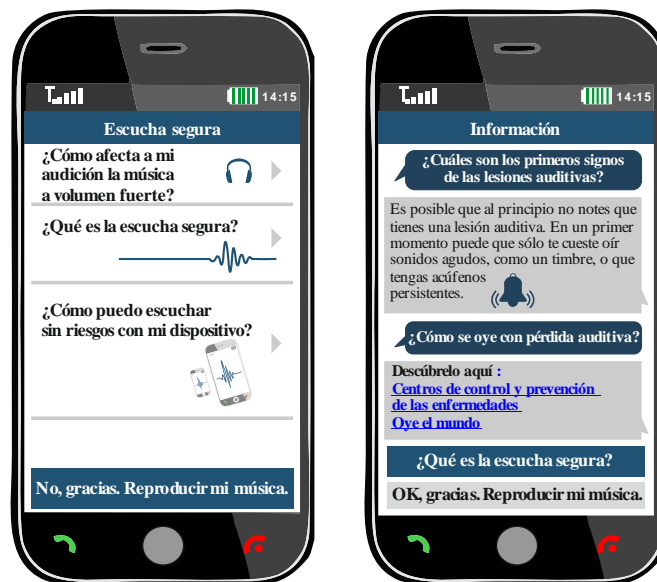 14:15
Escucha segura
¿Cómo afecta a mi
audición la música
a volumen fuerte?
¿Qué es la escucha segura?
¿Cómo puedo escuchar
sin riesgos con mi dispositivo?
No, gracias. Reproducir mi música.
14:15
Información
¿Cuáles son los primeros signos
de las lesiones auditivas?
Es posible que al principio no notes que
tienes una lesión auditiva. En un primer
momento puede que sólo te cueste oír
sonidos agudos, como un timbre, o que
tengas acúfenos
persistentes.
¿Cómo se oye con pérdida auditiva?
Descúbrelo aquí :
Centros de control y prevención
de las enfermedades
Oye el mundo
¿Qué es la escucha segura?
OK, gracias. Reproducir mi música.